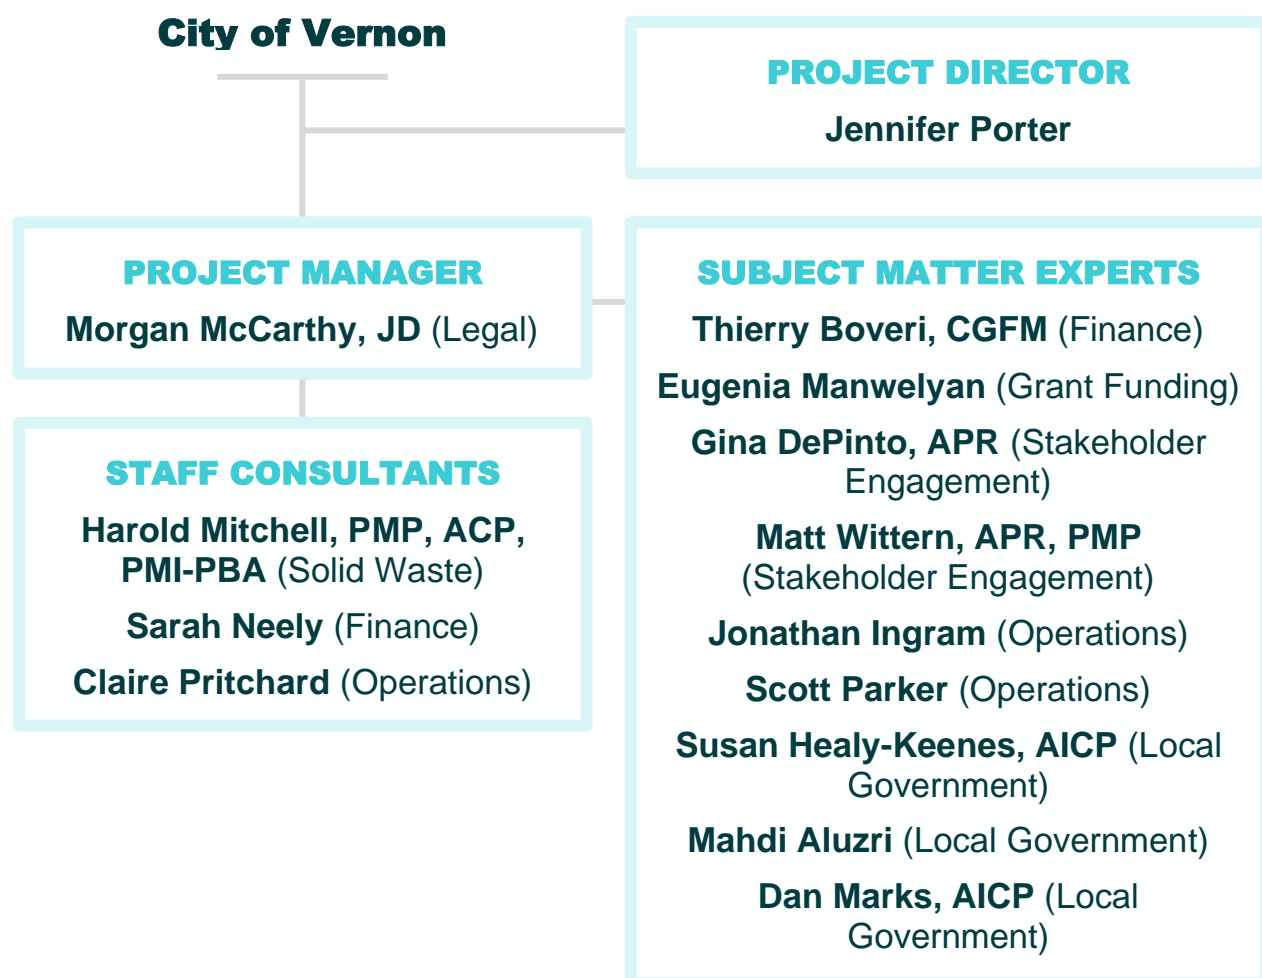 City of Vernon
PROJECT DIRECTOR
Jennifer Porter
PROJECT MANAGER
Morgan McCarthy, JD (Legal)
STAFF CONSULTANTS
Harold Mitchell, PMP, ACP,
PMI-PBA (Solid Waste)
Sarah Neely (Finance)
Claire Pritchard (Operations)
SUBJECT MATTER EXPERTS
Thierry Boveri, CGFM (Finance)
Eugenia Manwelyan (Grant Funding)
Gina DePinto, APR (Stakeholder
Engagement)
Matt Wittern, APR, PMP
(Stakeholder Engagement)
Jonathan Ingram (Operations)
Scott Parker (Operations)
Susan Healy-Keenes, AICP (Local
Government)
Mahdi Aluzri (Local Government)
Dan Marks, AICP (Local
Government)